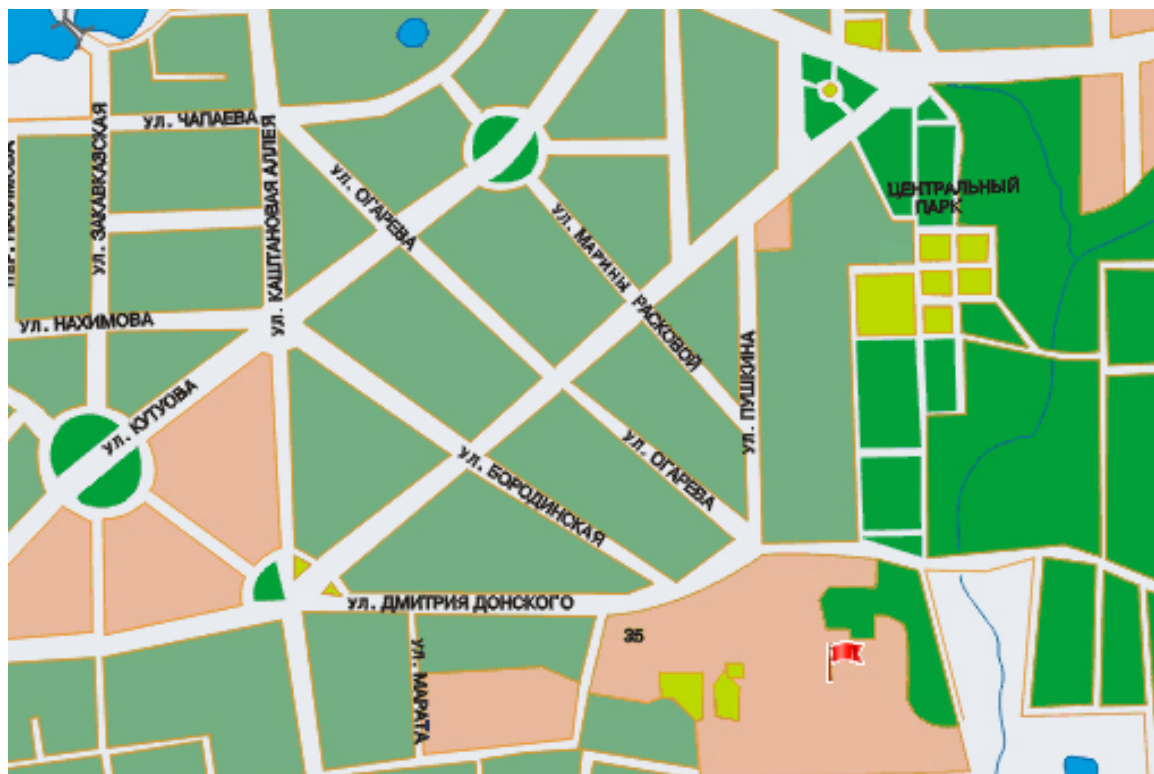 УЛ. ЧАПАЕВА
УЛ. ЗАКАВКАЗСКАЯ
УЛ. КАШТАНОВАЯ АЛЛЕЯ
УЛ. ОГАРЕВА
ЦЕНТРАЛЬНЫЙ
ПАРК
УЛ. МАРИНЫ РАСКОВОЙ
УЛ. НАХИМОВА
УЛ. ПУШКИНА
УЛ. КУТУОВА
УЛ. ОГАРЕВА
УЛ. БОРОДИНСКАЯ
УЛ. ДМИТРИЯ ДОНСКОГО
35
УЛ. МАРАТА